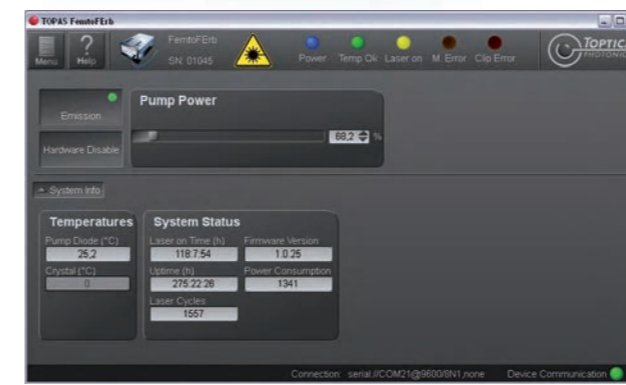 TOPAS FemtoFErb
FemtoFErb
SN: 01045
Menu Help Power Temp Ok Laser on M. Error Clip Error
TOPTICA
PHOTONICS
Emission
Hardware Disable
Pump Power
68,2 %
System Info
Temperatures
Pump Diode (°C)
25,2
Crystal (°C)
0
System Status
Laser on Time (h) Firmware Version
118:7:54 1.0.25
Uptime (h) Power Consumption
275:22:26 1341
Laser Cycles
1557
Connection: serial://COM21@9600/8N1,none Device Communication